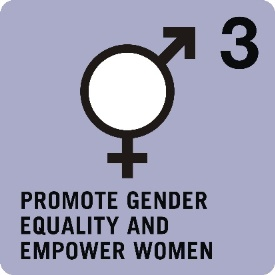 3
PROMOTE GENDER
EQUALITY AND
EMPOWER WOMEN